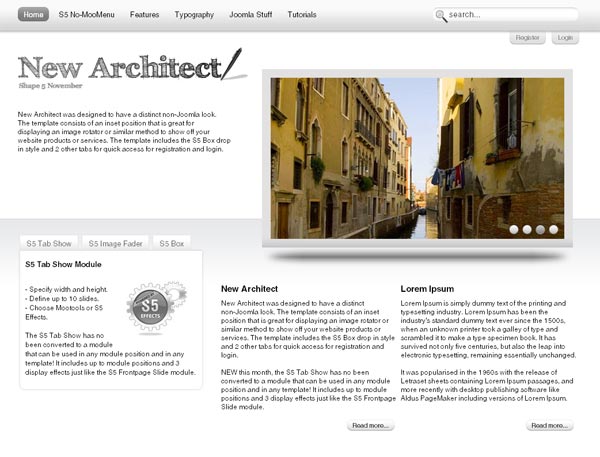 Home S5 No-MooMenu Features Typography Joomla Stuff Tutorials search...
Register Login
New Architect
Shape 5 November
New Architect was designed to have a distinct non-Joomla look.
The template consists of an inset position that is great for
displaying an image rotator or similar method to show off your
website products or services. The template includes the S5 Box drop
in style and 2 other tabs for quick access for registration and login.
S5 Tab Show S5 Image Fader S5 Box
S5 Tab Show Module
- Specify width and height.
- Define up to 10 slides.
- Choose Mootools or S5
Effects.
S5
EFFECTS
The S5 Tab Show has no
been converted to a module
that can be used in any module position and in any
template! It includes up to module positions and 3
display effects just like the S5 Frontpage Slide module.
New Architect
New Architect was designed to have a distinct
non-Joomla look. The template consists of an inset
position that is great for displaying an image rotator or
similar method to show off your website products or
services. The template includes the S5 Box drop in style
and 2 other tabs for quick access for registration and
login.
NEW this month, the S5 Tab Show has no been
converted to a module that can be used in any module
position and in any template! It includes up to module
positions and 3 display effects just like the S5 Frontpage
Slide module.
Read more...
Lorem Ipsum
Lorem Ipsum is simply dummy text of the printing and
typesetting industry. Lorem Ipsum has been the
industry's standard dummy text ever since the 1500s,
when an unknown printer took a galley of type and
scrambled it to make a type specimen book. It has
survived not only five centuries, but also the leap into
electronic typesetting, remaining essentially unchanged.
It was popularised in the 1960s with the release of
Letraset sheets containing Lorem Ipsum passages, and
more recently with desktop publishing software like
Aldus PageMaker including versions of Lorem Ipsum.
Read more...